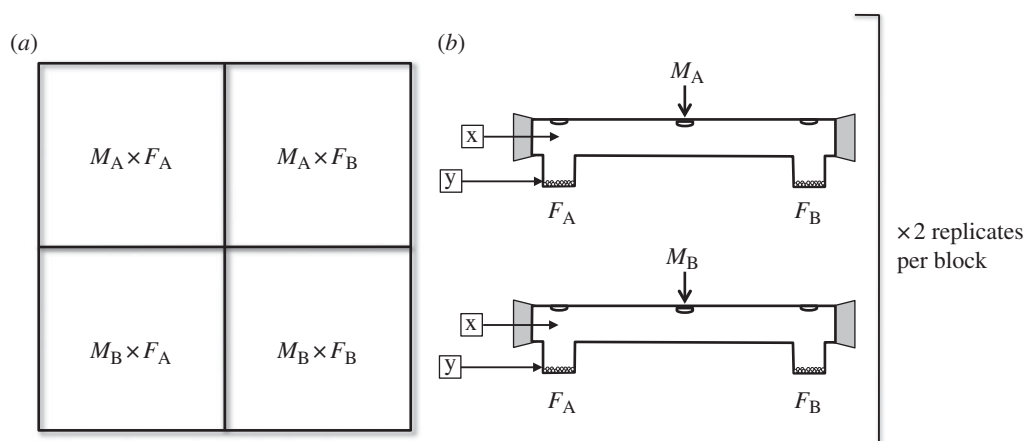 (a)
M_A × F_A
M_A × F_B
M_B × F_A
M_B × F_B
(b)
M_A
x
y
F_A
F_B
M_B
x
y
F_A
F_B
×2 replicates
per block